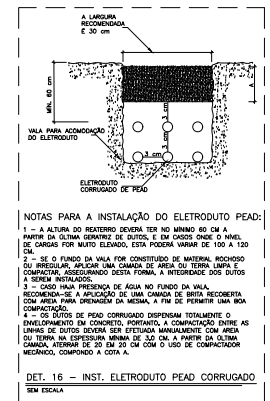 A LARGURA
RECOMENDADA
É 30 cm
MÍN. 60 cm
A
3 cm
3 cm
VALA PARA ACOMODAÇÃO
DO ELETRODUTO
3 cm
ELETRODUTO
CORRUGADO DE PEAD
NOTAS PARA A INSTALAÇÃO DO ELETRODUTO PEAD:
1 – A ALTURA DO REATERRO DEVERÁ TER NO MÍNIMO 60 CM A
PARTIR DA ÚLTIMA GERATRIZ DE DUTOS, E EM CASOS ONDE O NÍVEL
DE CARGAS FOR MUITO ELEVADO, ESTA PODERÁ VARIAR DE 100 A 120
CM.
2 – SE O FUNDO DA VALA FOR CONSTITUÍDO DE MATERIAL ROCHOSO
OU IRREGULAR, APLICAR UMA CAMADA DE AREIA OU TERRA LIMPA E
COMPACTAR, ASSEGURANDO DESTA FORMA, A INTEGRIDADE DOS DUTOS
A SEREM INSTALADOS.
3 – CASO HAJA PRESENÇA DE ÁGUA NO FUNDO DA VALA,
RECOMENDA–SE A APLICAÇÃO DE UMA CAMADA DE BRITA RECOBERTA
COM AREIA PARA DRENAGEM DA MESMA, A FIM DE PERMITIR UMA BOA
COMPACTAÇÃO.
4 – OS DUTOS DE PEAD CORRUGADO DISPENSAM TOTALMENTE O
ENVELOPAMENTO EM CONCRETO, PORTANTO, A COMPACTAÇÃO ENTRE AS
LINHAS DE DUTOS DEVERÁ SER EFETUADA MANUALMENTE COM AREIA
OU TERRA NA ESPESSURA MÍNIMA DE 3,0 CM. A PARTIR DA ÚLTIMA
CAMADA, ATERRAR DE 20 EM 20 CM COM O USO DE COMPACTADOR
MECÂNICO, COMPONDO A COTA A.
DET. 16 – INST. ELETRODUTO PEAD CORRUGADO
SEM ESCALA